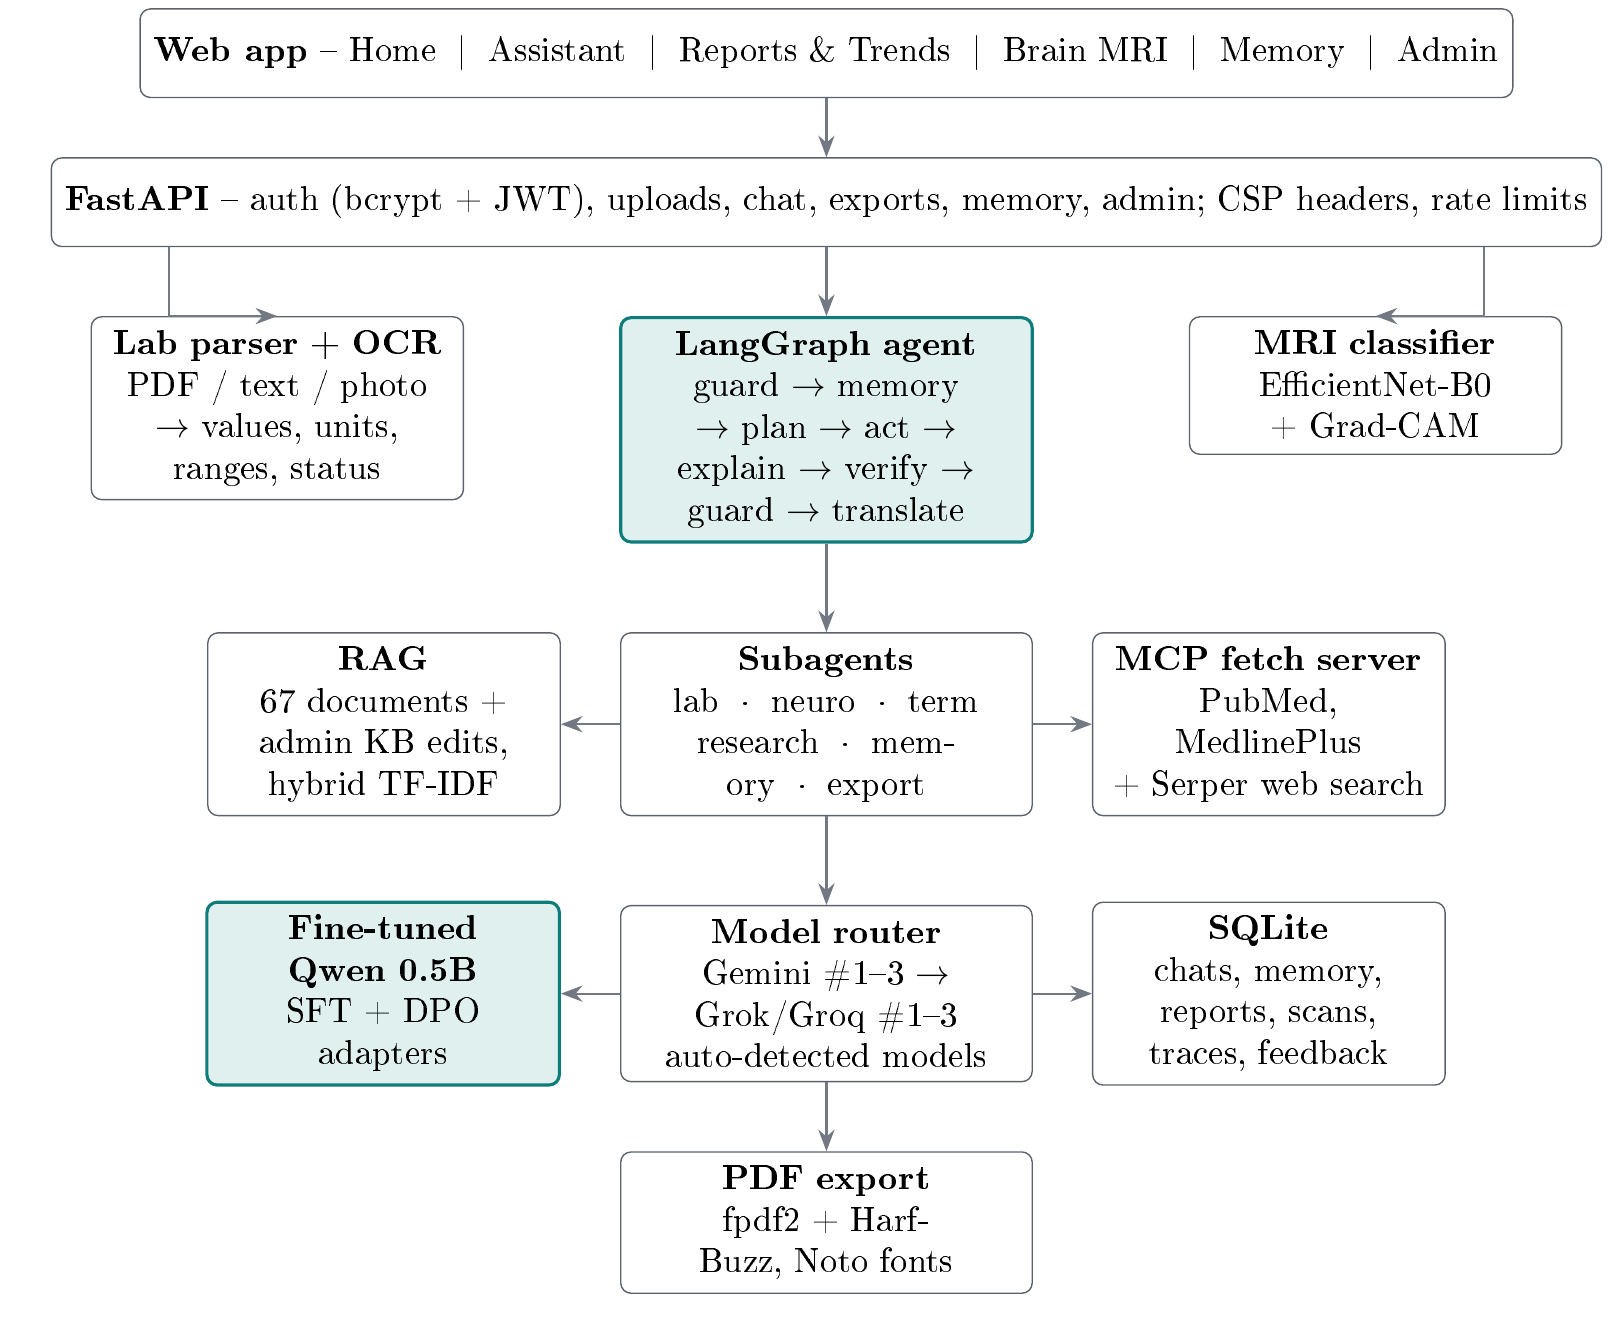 Web app – Home | Assistant | Reports & Trends | Brain MRI | Memory | Admin
FastAPI – auth (bcrypt + JWT), uploads, chat, exports, memory, admin; CSP headers, rate limits
Lab parser + OCR
PDF / text / photo
→ values, units,
ranges, status
LangGraph agent
guard → memory
→ plan → act →
explain → verify →
guard → translate
MRI classifier
EfficientNet-B0
+ Grad-CAM
RAG
67 documents +
admin KB edits,
hybrid TF-IDF
Subagents
lab · neuro · term
research · mem-
ory · export
MCP fetch server
PubMed,
MedlinePlus
+ Serper web search
Fine-tuned
Qwen 0.5B
SFT + DPO
adapters
Model router
Gemini #1–3 →
Grok/Groq #1–3
auto-detected models
SQLite
chats, memory,
reports, scans,
traces, feedback
PDF export
fpdf2 + Harf-
Buzz, Noto fonts